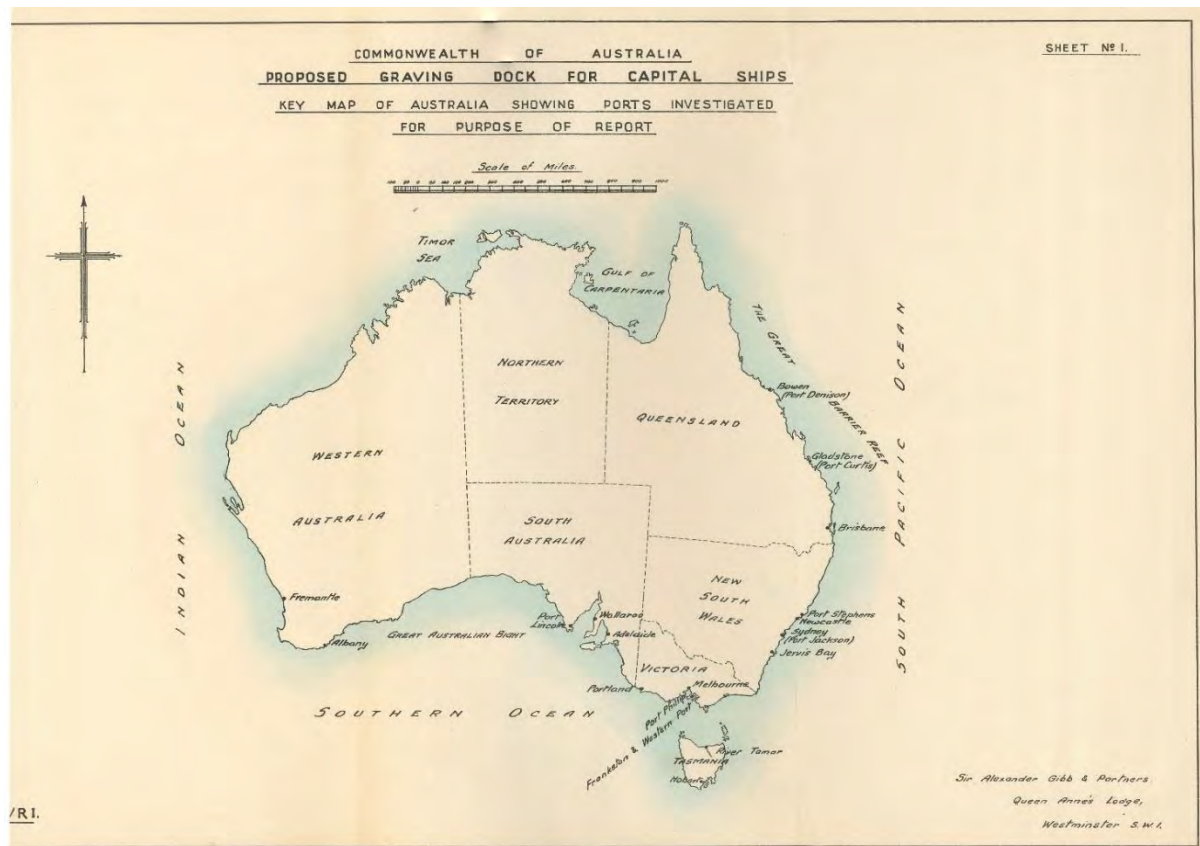 COMMONWEALTH OF AUSTRALIA
PROPOSED GRAVING DOCK FOR CAPITAL SHIPS
KEY MAP OF AUSTRALIA SHOWING PORTS INVESTIGATED
FOR PURPOSE OF REPORT
SHEET Nº 1.
Scale of Miles.
TIMOR
SEA
GULF OF
CARPENTARIA
THE GREAT
BARRIER REEF
NORTHERN
TERRITORY
QUEENSLAND
WESTERN
AUSTRALIA
SOUTH
AUSTRALIA
NEW
SOUTH
WALES
VICTORIA
TASMANIA
INDIAN OCEAN
SOUTH PACIFIC OCEAN
SOUTHERN OCEAN
GREAT AUSTRALIAN BIGHT
Bowen
(Port Denison)
Gladstone
(Port Curtis)
Brisbane
Port Stephens
Newcastle
Sydney
(Port Jackson)
Jervis Bay
Fremantle
Albany
Port
Lincoln
Wallaroo
Adelaide
Portland
Melbourne
Port Phillip
Frankston & Western Port
River Tamar
Hobart
Sir Alexander Gibb & Partners
Queen Anne's Lodge,
Westminster S.W.1.
/R1.